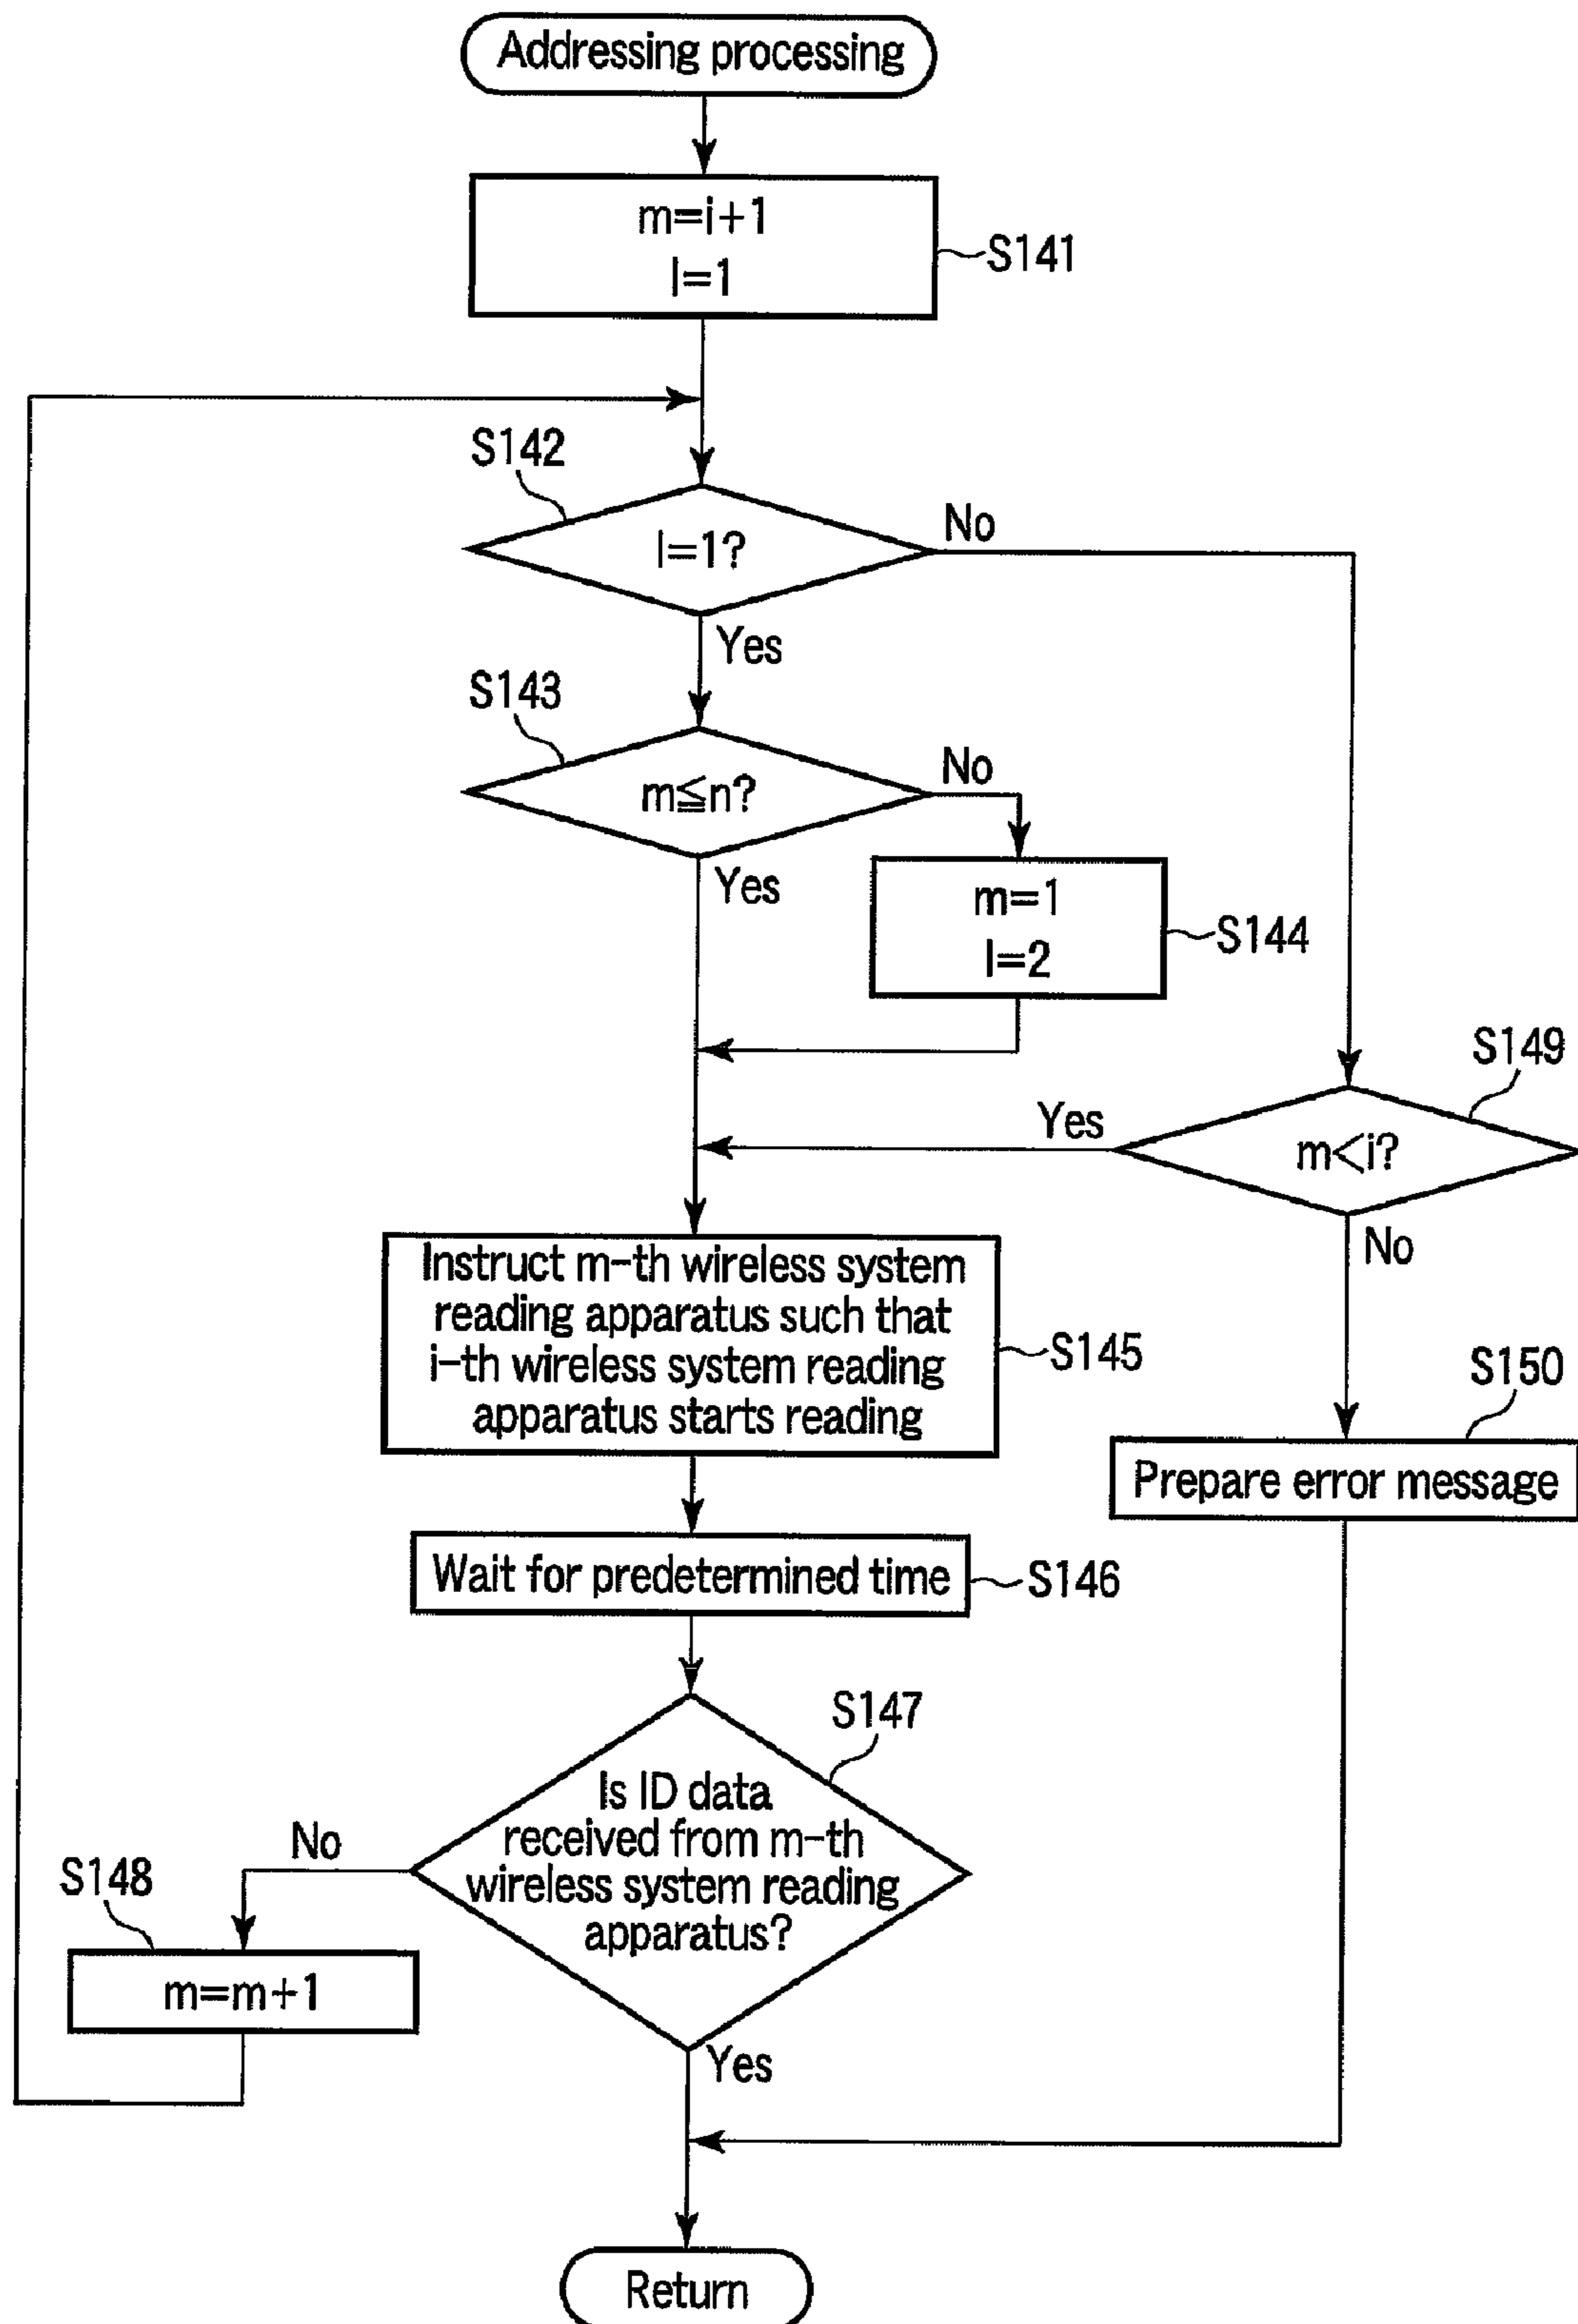 Addressing processing
m=i+1
l=1
S141
S142
l=1?
No
Yes
S143
m≦n?
No
Yes
m=1
l=2
S144
S149
m<i?
Yes
No
Instruct m-th wireless system
reading apparatus such that
i-th wireless system reading
apparatus starts reading
S145
S150
Prepare error message
Wait for predetermined time
S146
S147
Is ID data
received from m-th
wireless system reading
apparatus?
No
S148
m=m+1
Yes
Return